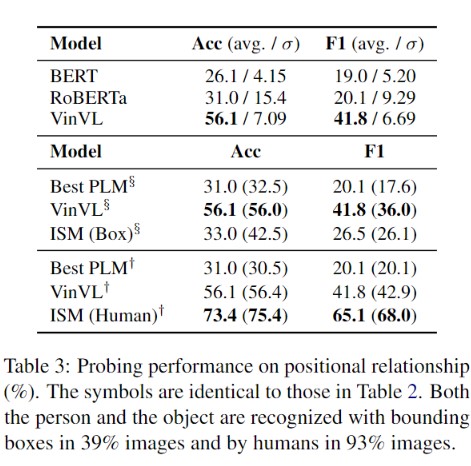 Model Acc (avg. / σ) F1 (avg. / σ)
BERT 26.1 / 4.15 19.0 / 5.20
RoBERTa 31.0 / 15.4 20.1 / 9.29
VinVL 56.1 / 7.09 41.8 / 6.69
Model Acc F1
Best PLM§ 31.0 (32.5) 20.1 (17.6)
VinVL§ 56.1 (56.0) 41.8 (36.0)
ISM (Box)§ 33.0 (42.5) 26.5 (26.1)
Best PLM† 31.0 (30.5) 20.1 (20.1)
VinVL† 56.1 (56.4) 41.8 (42.9)
ISM (Human)† 73.4 (75.4) 65.1 (68.0)
Table 3: Probing performance on positional relationship
(%). The symbols are identical to those in Table 2. Both
the person and the object are recognized with bounding
boxes in 39% images and by humans in 93% images.